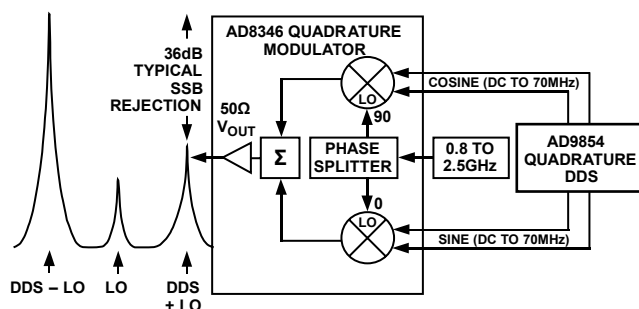 36dB
TYPICAL
SSB
REJECTION
DDS – LO
LO
DDS
+ LO
AD8346 QUADRATURE
MODULATOR
50Ω
VOUT
Σ
LO
90
PHASE
SPLITTER
0
LO
0.8 TO
2.5GHz
COSINE (DC TO 70MHz)
AD9854
QUADRATURE
DDS
SINE (DC TO 70MHz)